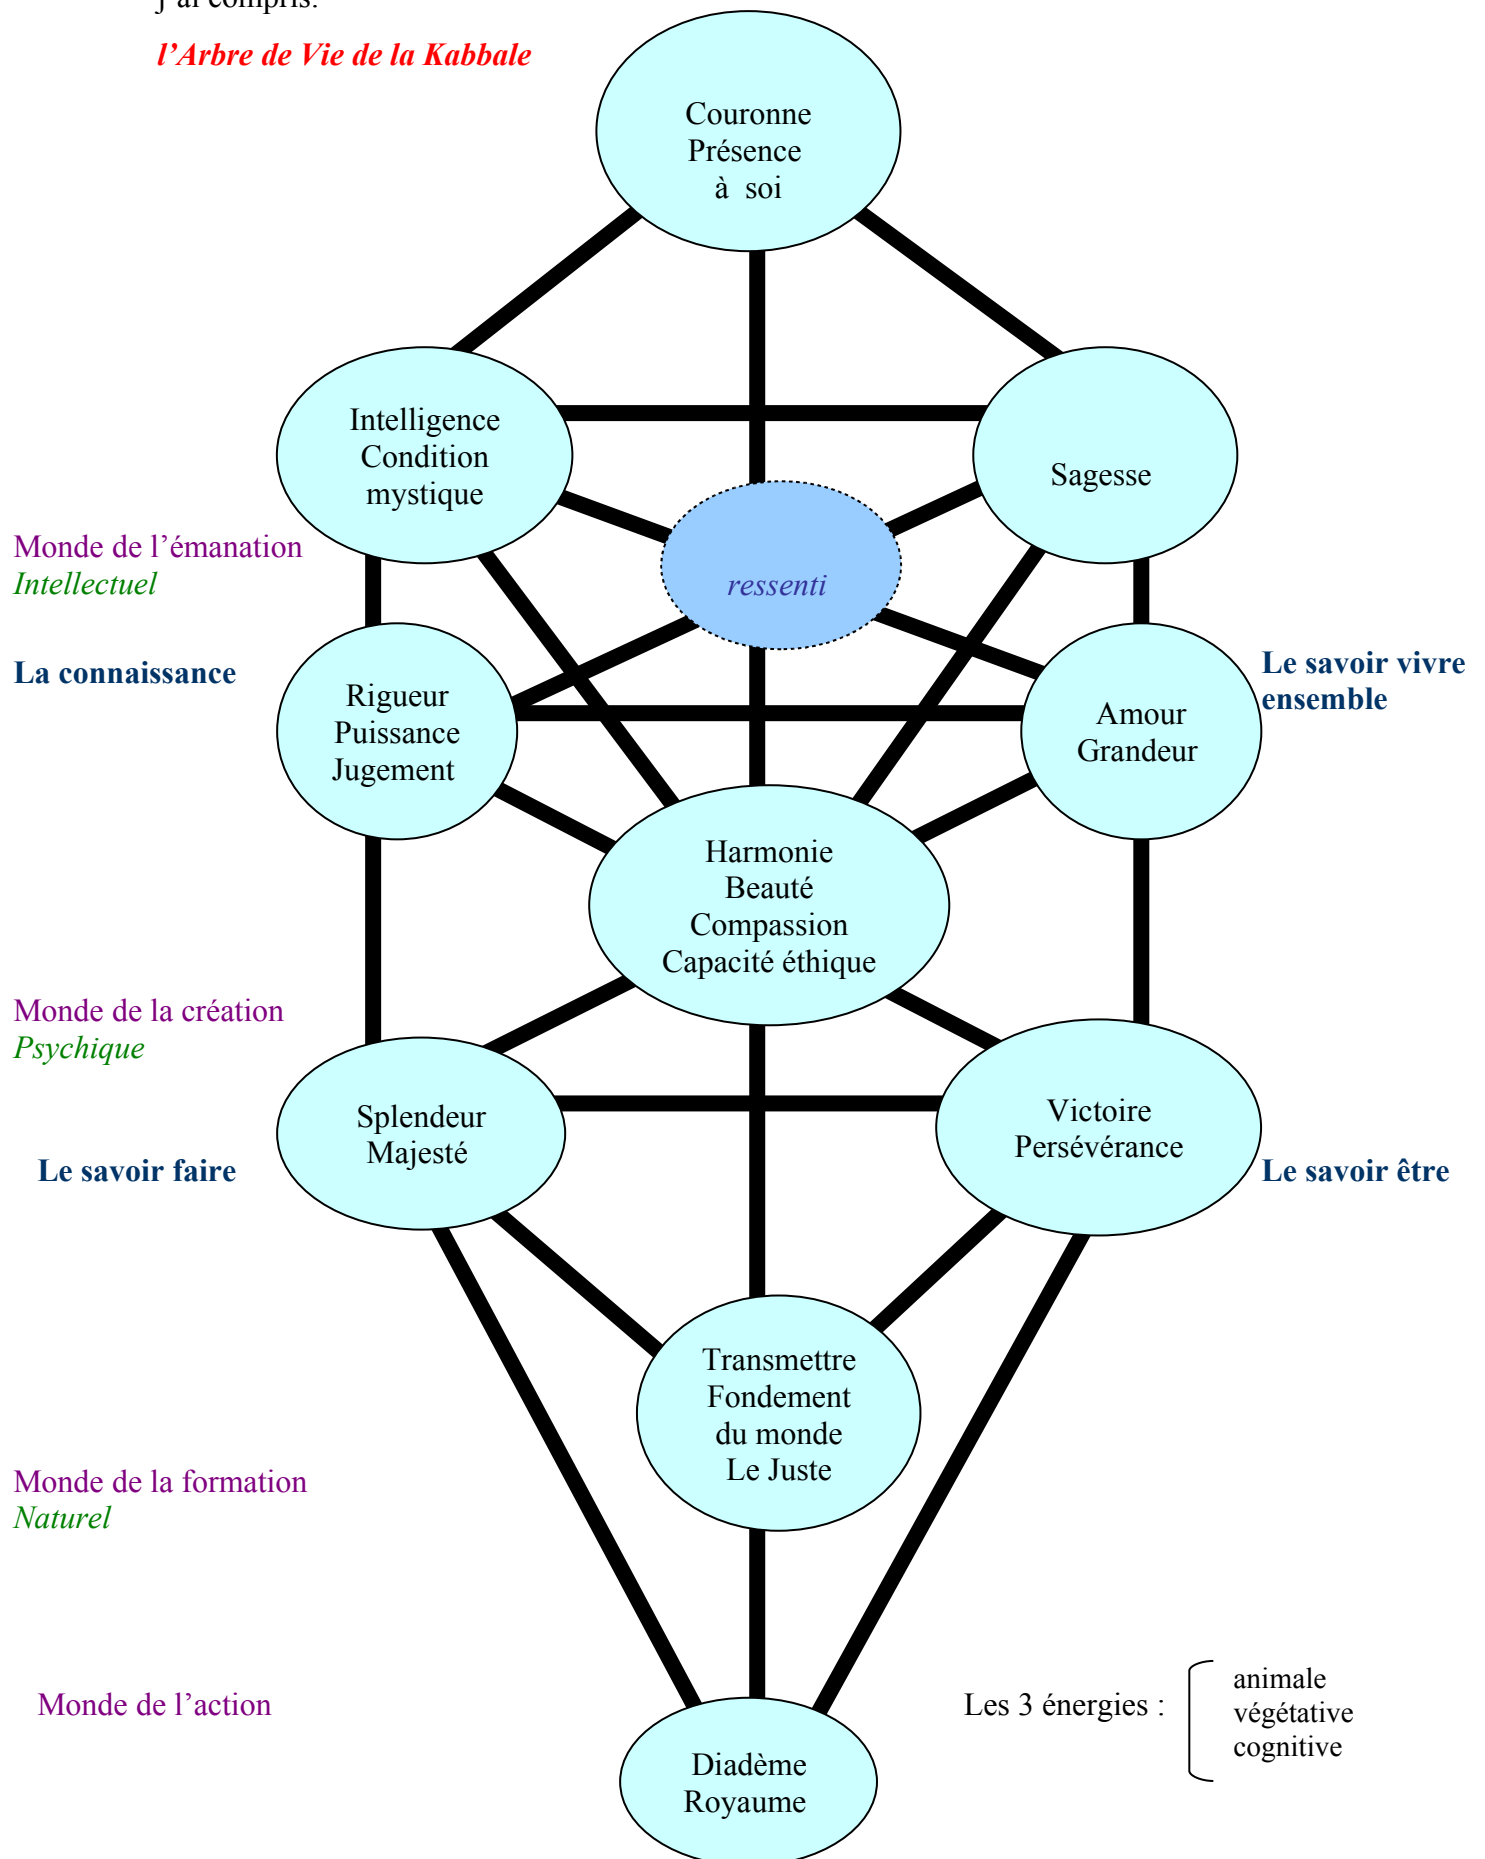 j’ai compris.
l’Arbre de Vie de la Kabbale
Couronne
Présence
à soi
Intelligence
Condition
mystique
Sagesse
Monde de l’émanation
Intellectuel
ressenti
La connaissance
Le savoir vivre
ensemble
Rigueur
Puissance
Jugement
Amour
Grandeur
Harmonie
Beauté
Compassion
Capacité éthique
Monde de la création
Psychique
Splendeur
Majesté
Victoire
Persévérance
Le savoir faire
Le savoir être
Transmettre
Fondement
du monde
Le Juste
Monde de la formation
Naturel
Monde de l’action
Les 3 énergies :
animale
végétative
cognitive
Diadème
Royaume